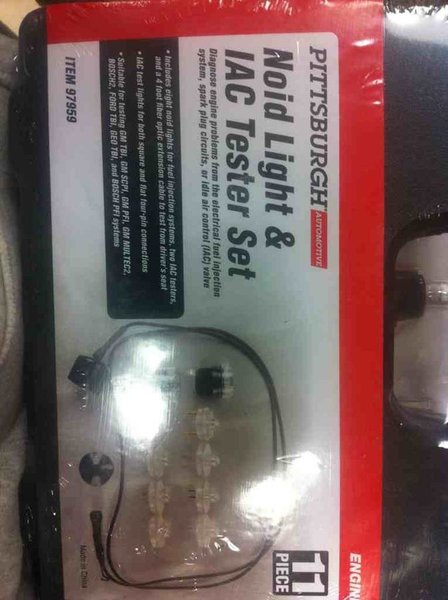 PITTSBURGH AUTOMOTIVE
Noid Light &
IAC Tester Set
Diagnose engine problems from the electrical fuel injection
system, spark plug circuits, or idle air control (IAC) valve
• Includes eight noid lights for fuel injection systems, two IAC testers,
and a 4 foot fiber optic extension cable to test from driver's seat
• IAC test lights for both square and flat four-pin connections
• Suitable for testing GM TBI, GM SCPI, GM PFI, GM MULTEC2,
BOSCH2, FORD TBI, GEO TBI, and BOSCH PFI systems
ITEM 97959
ENGIN
11
PIECE
Made in China